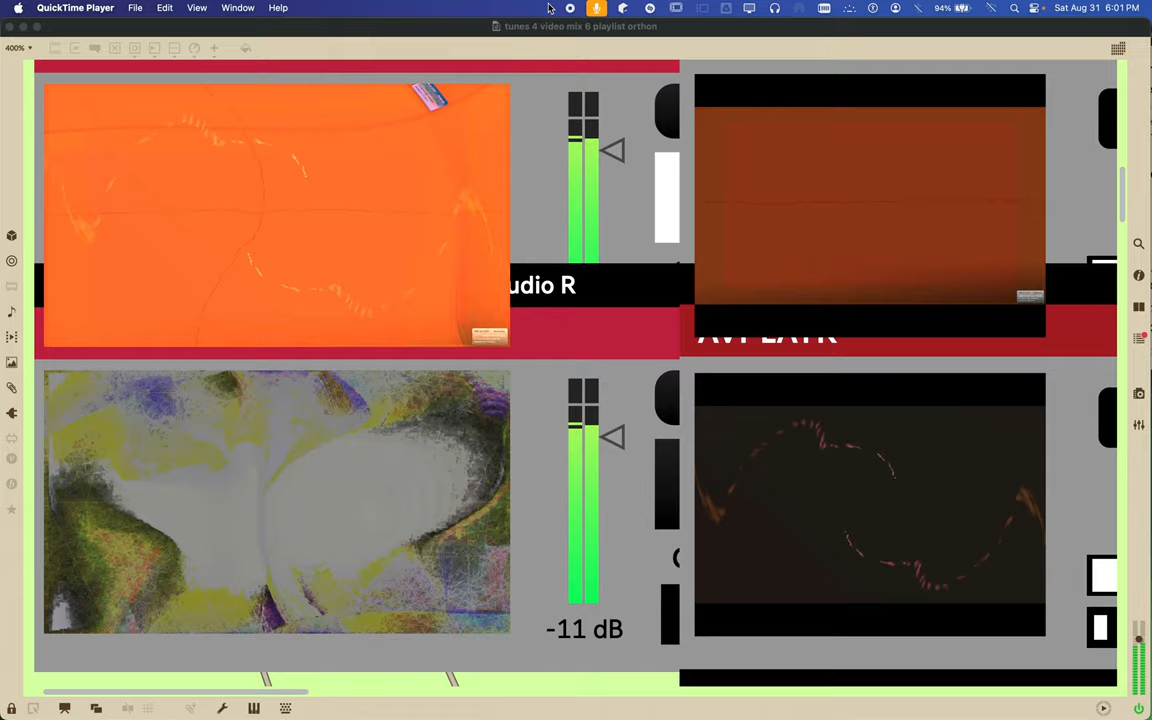 QuickTime Player File Edit View Window Help 94% Sat Aug 31 6:01 PM
tunes 4 video mix 6 playlist orthon
400%
udio R
AVPLAYR
-11 dB